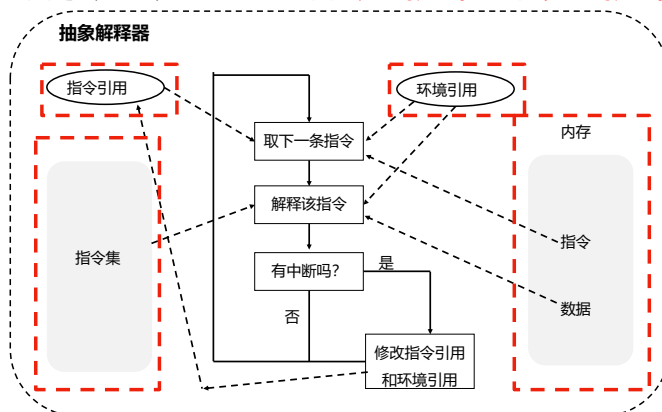 抽象解释器
指令引用
环境引用
内存
取下一条指令
解释该指令
指令
指令集
有中断吗?
是
数据
否
修改指令引用
和环境引用